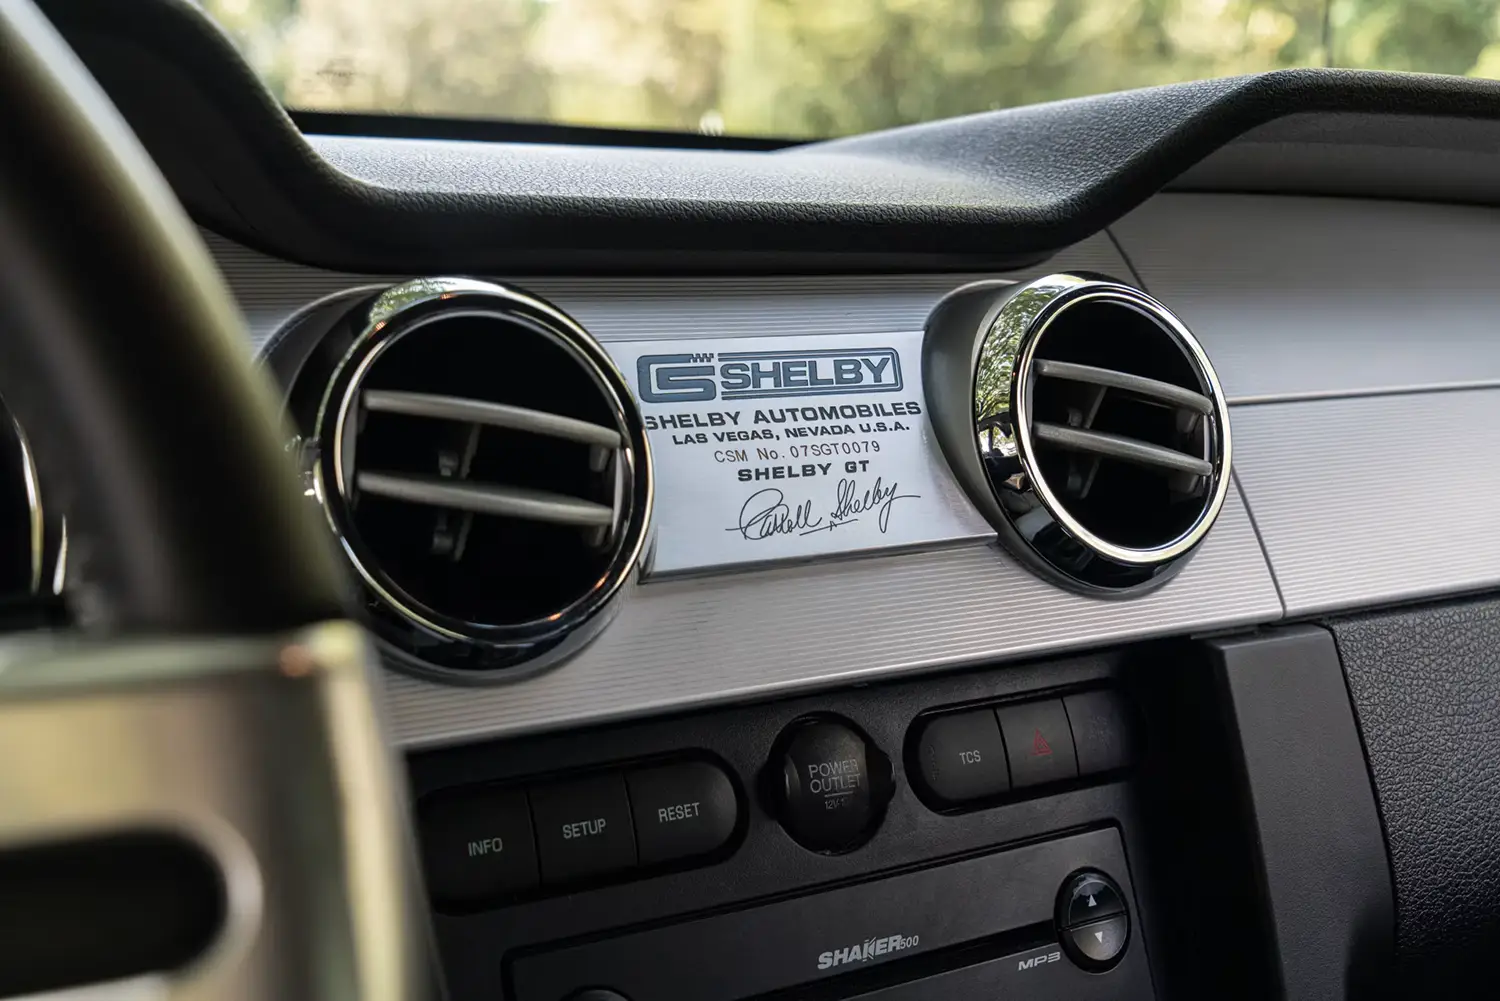 CS SHELBY
SHELBY AUTOMOBILES
LAS VEGAS, NEVADA U.S.A.
CSM No. 07SGT0079
SHELBY GT
Carroll Shelby
INFO
SETUP
RESET
POWER
OUTLET
TCS
SHAKER500
MP3